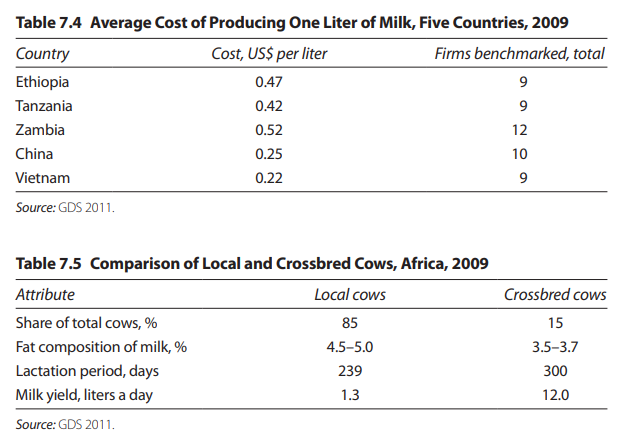 Table 7.4 Average Cost of Producing One Liter of Milk, Five Countries, 2009
Country Cost, US$ per liter Firms benchmarked, total
Ethiopia 0.47 9
Tanzania 0.42 9
Zambia 0.52 12
China 0.25 10
Vietnam 0.22 9
Source: GDS 2011.
Table 7.5 Comparison of Local and Crossbred Cows, Africa, 2009
Attribute Local cows Crossbred cows
Share of total cows, % 85 15
Fat composition of milk, % 4.5–5.0 3.5–3.7
Lactation period, days 239 300
Milk yield, liters a day 1.3 12.0
Source: GDS 2011.